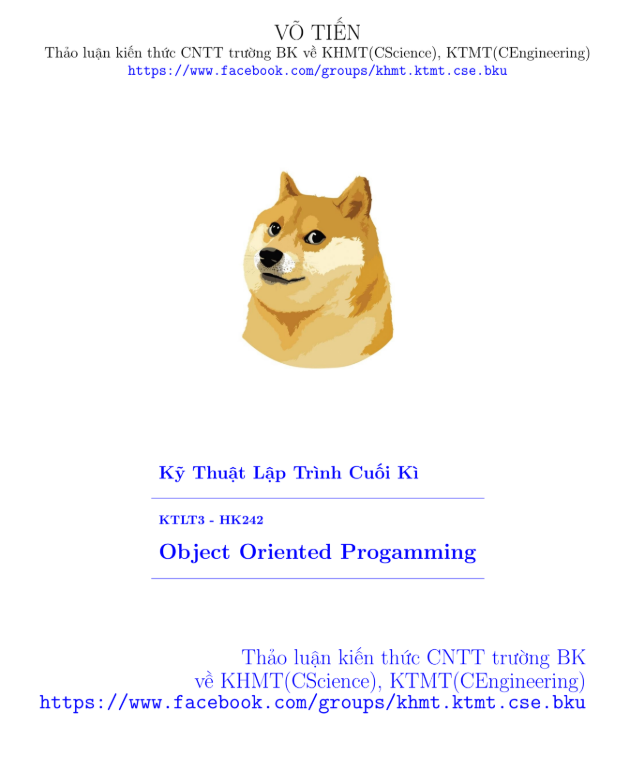 VÕ TIẾN
Thảo luận kiến thức CNTT trường BK về KHMT(CScience), KTMT(CEngineering)
https://www.facebook.com/groups/khmt.ktmt.cse.bku
Kỹ Thuật Lập Trình Cuối Kì
KTLT3 - HK242
Object Oriented Progamming
Thảo luận kiến thức CNTT trường BK
về KHMT(CScience), KTMT(CEngineering)
https://www.facebook.com/groups/khmt.ktmt.cse.bku